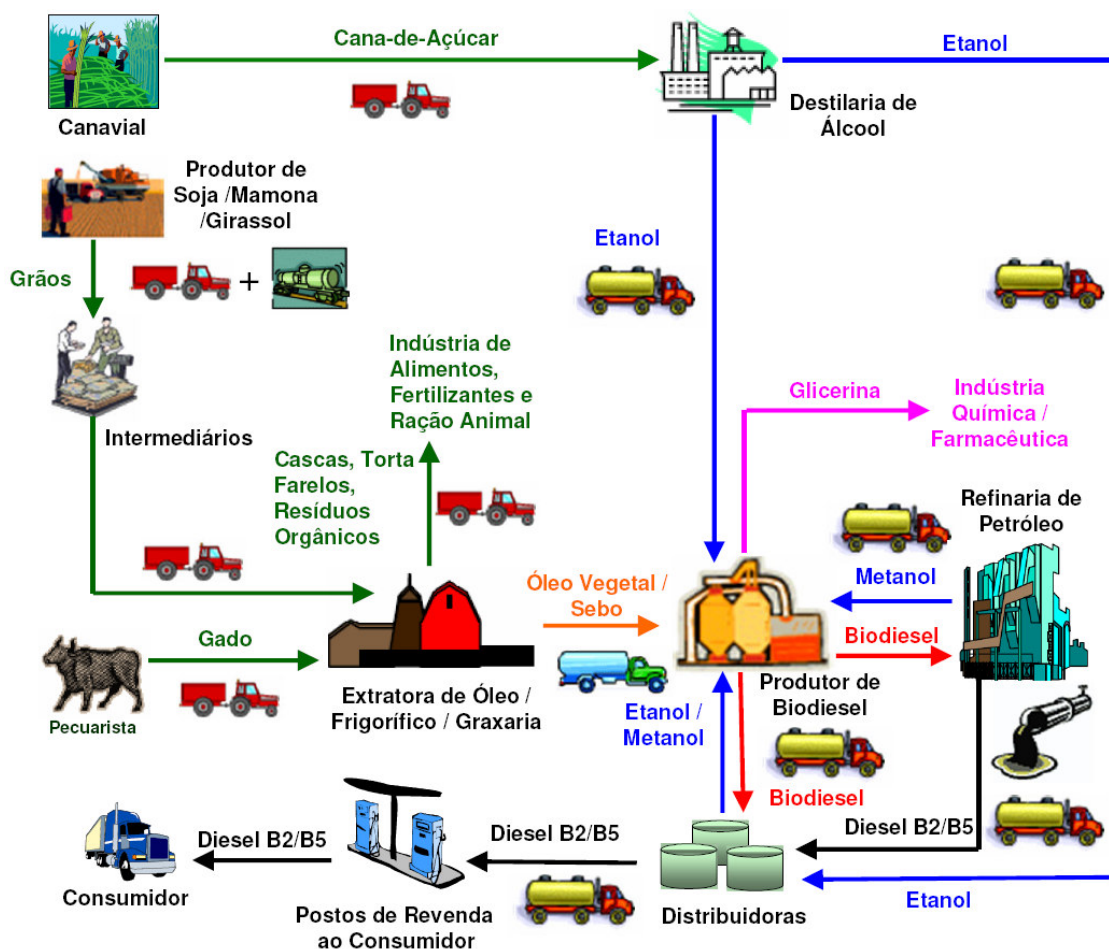 Cana-de-Açúcar
Etanol
Canavial
Destilaria de
Álcool
Produtor de
Soja /Mamona
/Girassol
Grãos
+
Etanol
Intermediários
Indústria de
Alimentos,
Fertilizantes e
Ração Animal
Cascas, Torta
Farelos,
Resíduos
Orgânicos
Glicerina
Indústria
Química /
Farmacêutica
Refinaria de
Petróleo
Metanol
Óleo Vegetal /
Sebo
Biodiesel
Gado
Pecuarista
Extratora de Óleo /
Frigorífico / Graxaria
Produtor de
Biodiesel
Etanol /
Metanol
Biodiesel
Diesel B2/B5
Diesel B2/B5
Diesel B2/B5
Consumidor
Postos de Revenda
ao Consumidor
Distribuidoras
Etanol